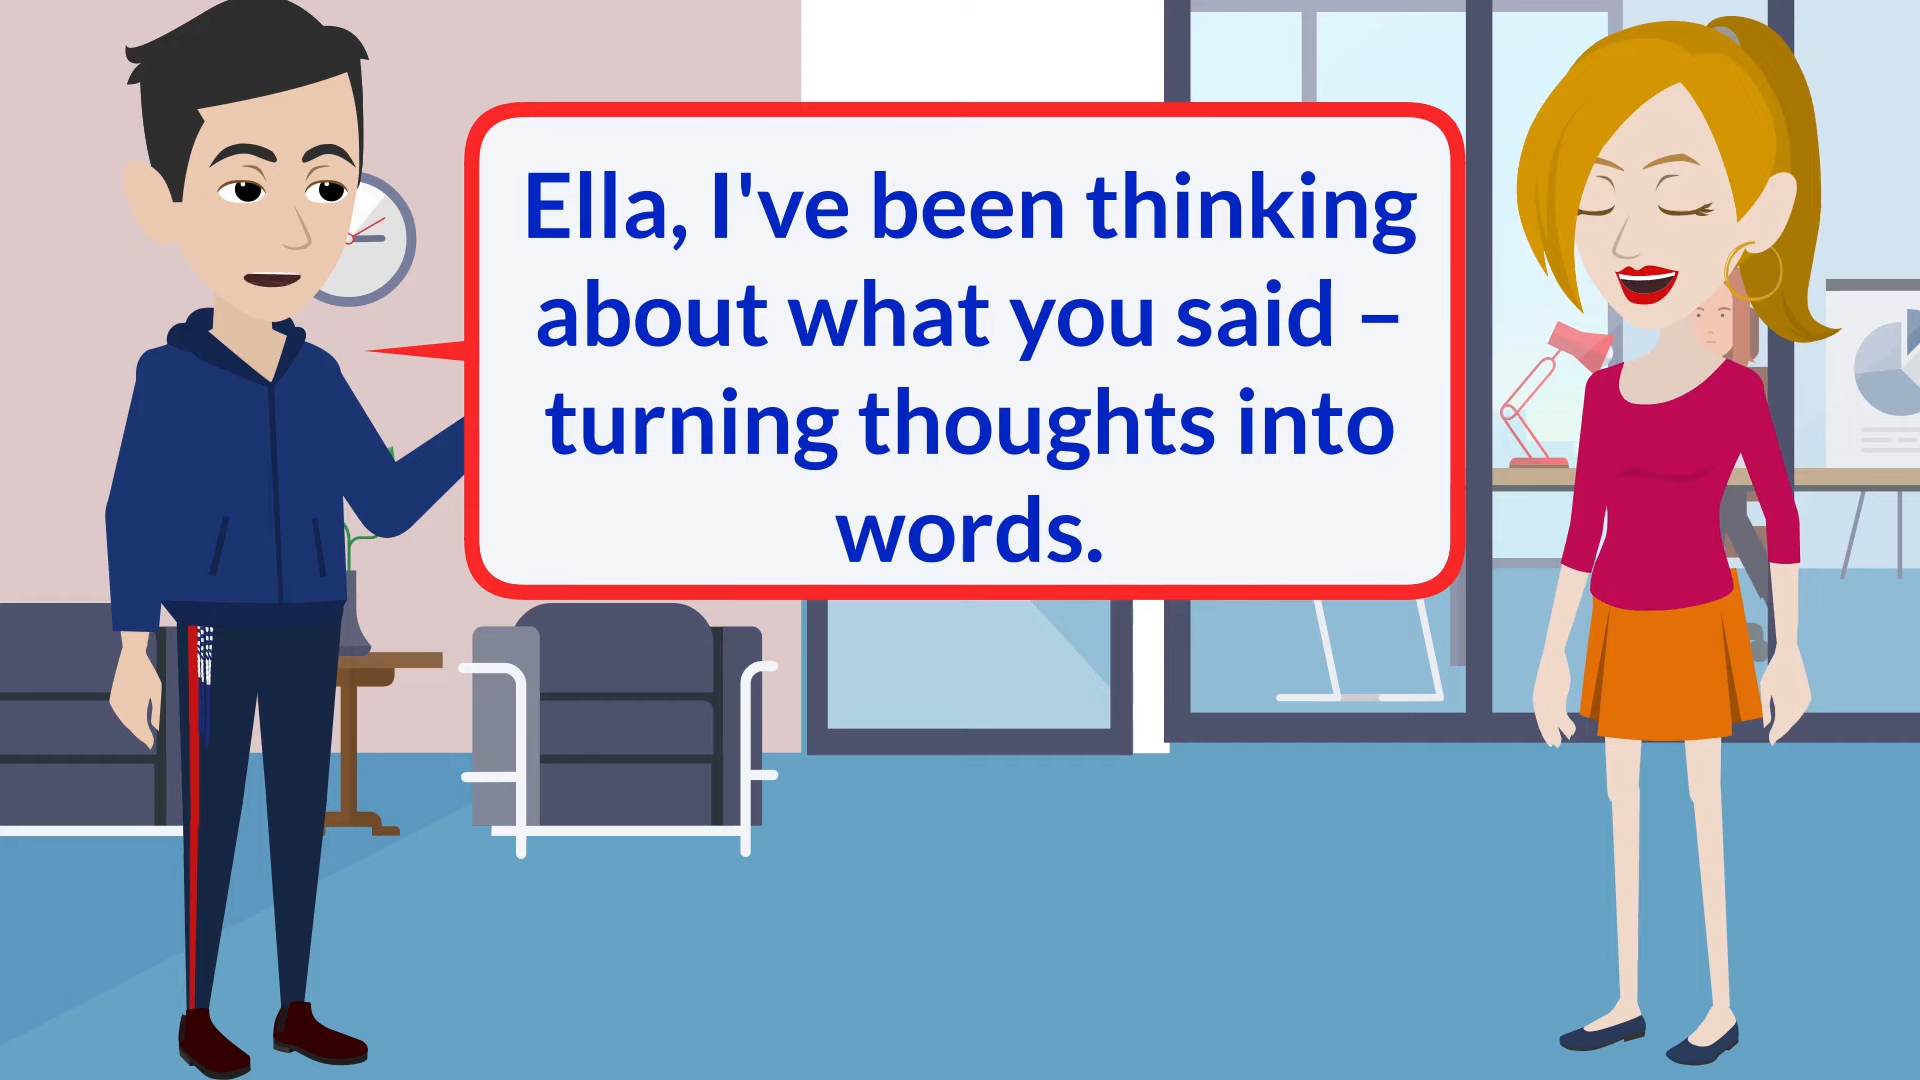 Ella, I've been thinking
about what you said –
turning thoughts into
words.